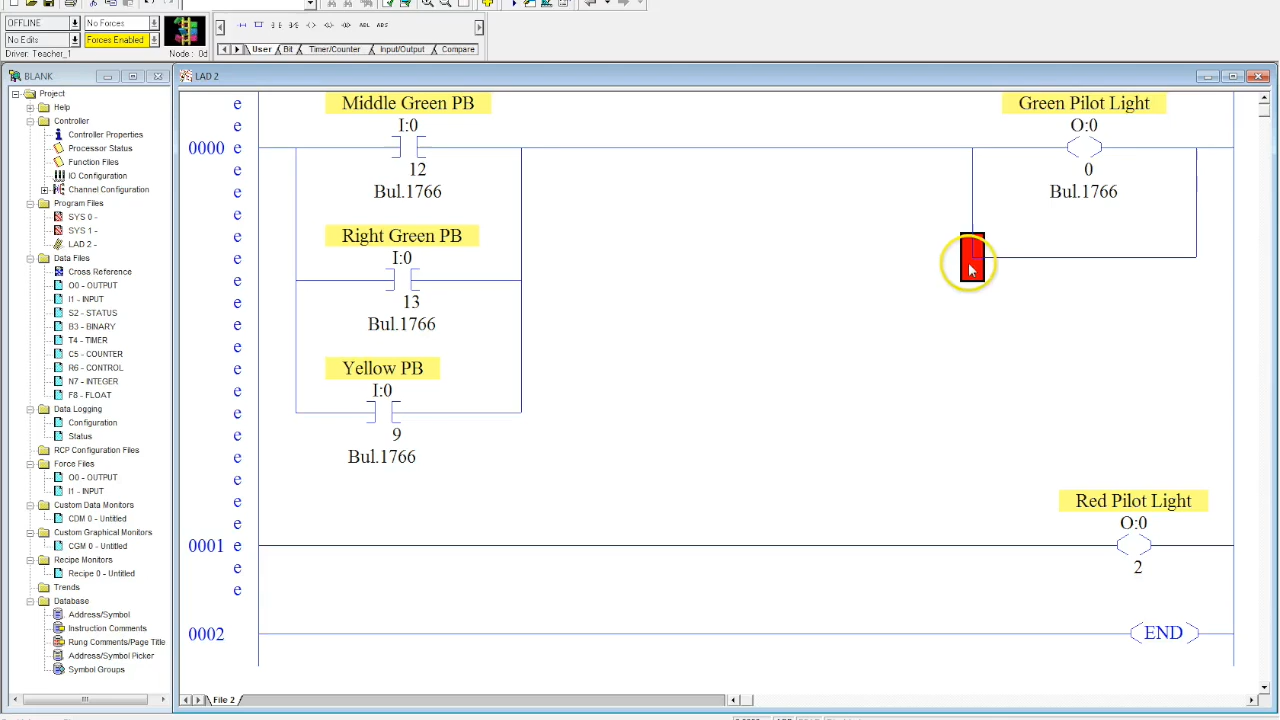 OFFLINE
No Forces
No Edits
Forces Enabled
Driver: Teacher_1
Node : 0d
ABL
ABS
User
Bit
Timer/Counter
Input/Output
Compare
BLANK
Project
Help
Controller
Controller Properties
Processor Status
Function Files
IO Configuration
Channel Configuration
Program Files
SYS 0 -
SYS 1 -
LAD 2 -
Data Files
Cross Reference
O0 - OUTPUT
I1 - INPUT
S2 - STATUS
B3 - BINARY
T4 - TIMER
C5 - COUNTER
R6 - CONTROL
N7 - INTEGER
F8 - FLOAT
Data Logging
Configuration
Status
RCP Configuration Files
Force Files
O0 - OUTPUT
I1 - INPUT
Custom Data Monitors
CDM 0 - Untitled
Custom Graphical Monitors
CGM 0 - Untitled
Recipe Monitors
Recipe 0 - Untitled
Trends
Database
Address/Symbol
Instruction Comments
Rung Comments/Page Title
Address/Symbol Picker
Symbol Groups
LAD 2
e Middle Green PB Green Pilot Light
e I:0 O:0
0000 e
e 12 0
e Bul.1766 Bul.1766
e
e Right Green PB
e I:0
e
e 13
e Bul.1766
e
e Yellow PB
e I:0
e
e 9
e Bul.1766
e
e Red Pilot Light
e O:0
0001 e
e 2
e
0002 END
File 2